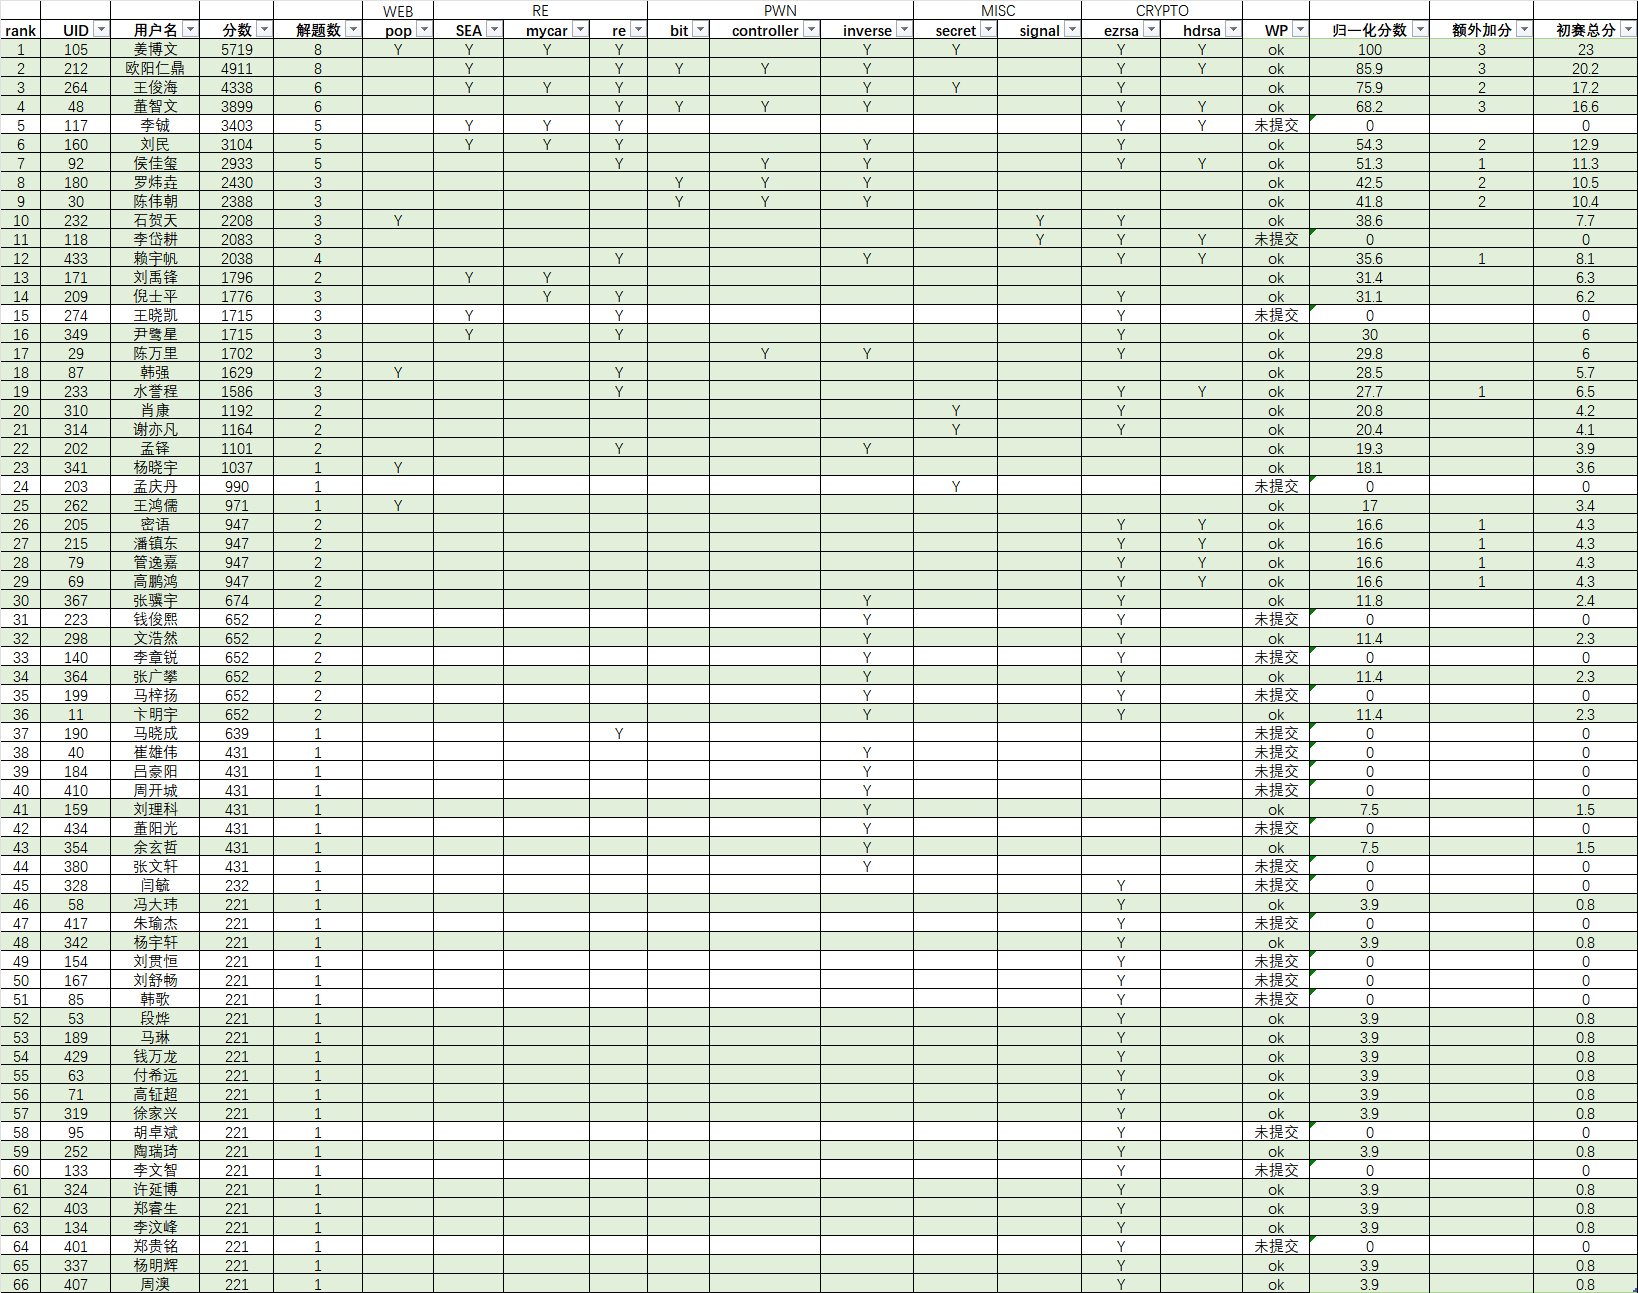 WEB RE PWN MISC CRYPTO
rank UID 用户名 分数 解题数 pop SEA mycar re bit controller inverse secret signal ezrsa hdrsa WP 归一化分数 额外加分 初赛总分
1 105 姜博文 5719 8 Y Y Y Y Y Y Y Y ok 100 3 23
2 212 欧阳仁鼎 4911 8 Y Y Y Y Y Y Y ok 85.9 3 20.2
3 264 王俊海 4338 6 Y Y Y Y Y Y ok 75.9 2 17.2
4 48 董智文 3899 6 Y Y Y Y Y Y ok 68.2 3 16.6
5 117 李铖 3403 5 Y Y Y Y Y 未提交 0 0
6 160 刘民 3104 5 Y Y Y Y Y ok 54.3 2 12.9
7 92 侯佳玺 2933 5 Y Y Y Y Y ok 51.3 1 11.3
8 180 罗炜垚 2430 3 Y Y Y ok 42.5 2 10.5
9 30 陈伟朝 2388 3 Y Y Y ok 41.8 2 10.4
10 232 石贺天 2208 3 Y Y Y ok 38.6 7.7
11 118 李岱耕 2083 3 Y Y Y 未提交 0 0
12 433 赖宇帆 2038 4 Y Y Y Y ok 35.6 1 8.1
13 171 刘禹锋 1796 2 Y Y ok 31.4 6.3
14 209 倪士平 1776 3 Y Y Y ok 31.1 6.2
15 274 王晓凯 1715 3 Y Y Y 未提交 0 0
16 349 尹鹭星 1715 3 Y Y Y ok 30 6
17 29 陈万里 1702 3 Y Y Y ok 29.8 6
18 87 韩强 1629 2 Y Y ok 28.5 5.7
19 233 水誉程 1586 3 Y Y Y ok 27.7 1 6.5
20 310 肖康 1192 2 Y Y ok 20.8 4.2
21 314 谢亦凡 1164 2 Y Y ok 20.4 4.1
22 202 孟铎 1101 2 Y Y ok 19.3 3.9
23 341 杨晓宇 1037 1 Y ok 18.1 3.6
24 203 孟庆丹 990 1 Y 未提交 0 0
25 262 王鸿儒 971 1 Y ok 17 3.4
26 205 密语 947 2 Y Y ok 16.6 1 4.3
27 215 潘镇东 947 2 Y Y ok 16.6 1 4.3
28 79 管逸嘉 947 2 Y Y ok 16.6 1 4.3
29 69 高鹏鸿 947 2 Y Y ok 16.6 1 4.3
30 367 张骥宇 674 2 Y Y ok 11.8 2.4
31 223 钱俊熙 652 2 Y Y 未提交 0 0
32 298 文浩然 652 2 Y Y ok 11.4 2.3
33 140 李章锐 652 2 Y Y 未提交 0 0
34 364 张广攀 652 2 Y Y ok 11.4 2.3
35 199 马梓扬 652 2 Y Y 未提交 0 0
36 11 卞明宇 652 2 Y Y ok 11.4 2.3
37 190 马晓成 639 1 Y 未提交 0 0
38 40 崔雄伟 431 1 Y 未提交 0 0
39 184 吕豪阳 431 1 Y 未提交 0 0
40 410 周开城 431 1 Y 未提交 0 0
41 159 刘理科 431 1 Y ok 7.5 1.5
42 434 董阳光 431 1 Y 未提交 0 0
43 354 余玄哲 431 1 Y ok 7.5 1.5
44 380 张文轩 431 1 Y 未提交 0 0
45 328 闫毓 232 1 Y 未提交 0 0
46 58 冯大玮 221 1 Y ok 3.9 0.8
47 417 朱瑜杰 221 1 Y 未提交 0 0
48 342 杨宇轩 221 1 Y ok 3.9 0.8
49 154 刘贯恒 221 1 Y 未提交 0 0
50 167 刘舒畅 221 1 Y 未提交 0 0
51 85 韩歌 221 1 Y 未提交 0 0
52 53 段烨 221 1 Y ok 3.9 0.8
53 189 马琳 221 1 Y ok 3.9 0.8
54 429 钱万龙 221 1 Y ok 3.9 0.8
55 63 付希远 221 1 Y ok 3.9 0.8
56 71 高钲超 221 1 Y ok 3.9 0.8
57 319 徐家兴 221 1 Y ok 3.9 0.8
58 95 胡卓斌 221 1 Y 未提交 0 0
59 252 陶瑞琦 221 1 Y ok 3.9 0.8
60 133 李文智 221 1 Y 未提交 0 0
61 324 许延博 221 1 Y ok 3.9 0.8
62 403 郑睿生 221 1 Y ok 3.9 0.8
63 134 李汶峰 221 1 Y ok 3.9 0.8
64 401 郑贵铭 221 1 Y 未提交 0 0
65 337 杨明辉 221 1 Y ok 3.9 0.8
66 407 周澳 221 1 Y ok 3.9 0.8